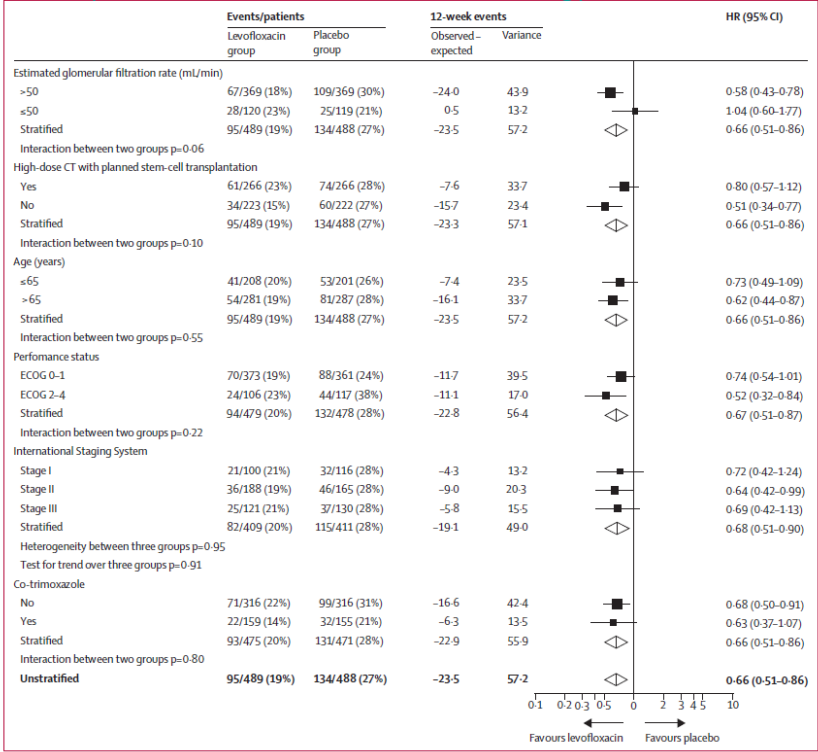 Events/patients 12-week events HR (95% CI)
Levofloxacin group Placebo group Observed– expected Variance
Estimated glomerular filtration rate (mL/min)
>50 67/369 (18%) 109/369 (30%) –24·0 43·9 0·58 (0·43–0·78)
≤50 28/120 (23%) 25/119 (21%) 0·5 13·2 1·04 (0·60–1·77)
Stratified 95/489 (19%) 134/488 (27%) –23·5 57·2 0·66 (0·51–0·86)
Interaction between two groups p=0·06
High-dose CT with planned stem-cell transplantation
Yes 61/266 (23%) 74/266 (28%) –7·6 33·7 0·80 (0·57–1·12)
No 34/223 (15%) 60/222 (27%) –15·7 23·4 0·51 (0·34–0·77)
Stratified 95/489 (19%) 134/488 (27%) –23·3 57·1 0·66 (0·51–0·86)
Interaction between two groups p=0·10
Age (years)
≤65 41/208 (20%) 53/201 (26%) –7·4 23·5 0·73 (0·49–1·09)
>65 54/281 (19%) 81/287 (28%) –16·1 33·7 0·62 (0·44–0·87)
Stratified 95/489 (19%) 134/488 (27%) –23·5 57·2 0·66 (0·51–0·86)
Interaction between two groups p=0·55
Perfomance status
ECOG 0–1 70/373 (19%) 88/361 (24%) –11·7 39·5 0·74 (0·54–1·01)
ECOG 2–4 24/106 (23%) 44/117 (38%) –11·1 17·0 0·52 (0·32–0·84)
Stratified 94/479 (20%) 132/478 (28%) –22·8 56·4 0·67 (0·51–0·87)
Interaction between two groups p=0·22
International Staging System
Stage I 21/100 (21%) 32/116 (28%) –4·3 13·2 0·72 (0·42–1·24)
Stage II 36/188 (19%) 46/165 (28%) –9·0 20·3 0·64 (0·42–0·99)
Stage III 25/121 (21%) 37/130 (28%) –5·8 15·5 0·69 (0·42–1·13)
Stratified 82/409 (20%) 115/411 (28%) –19·1 49·0 0·68 (0·51–0·90)
Heterogeneity between three groups p=0·95
Test for trend over three groups p=0·91
Co-trimoxazole
No 71/316 (22%) 99/316 (31%) –16·6 42·4 0·68 (0·50–0·91)
Yes 22/159 (14%) 32/155 (21%) –6·3 13·5 0·63 (0·37–1·07)
Stratified 93/475 (20%) 131/471 (28%) –22·9 55·9 0·66 (0·51–0·86)
Interaction between two groups p=0·80
Unstratified 95/489 (19%) 134/488 (27%) –23·5 57·2 0·66 (0·51–0·86)
0·1 0·2 0·3 0·5 0 2 3 4 5 10
Favours levofloxacin Favours placebo